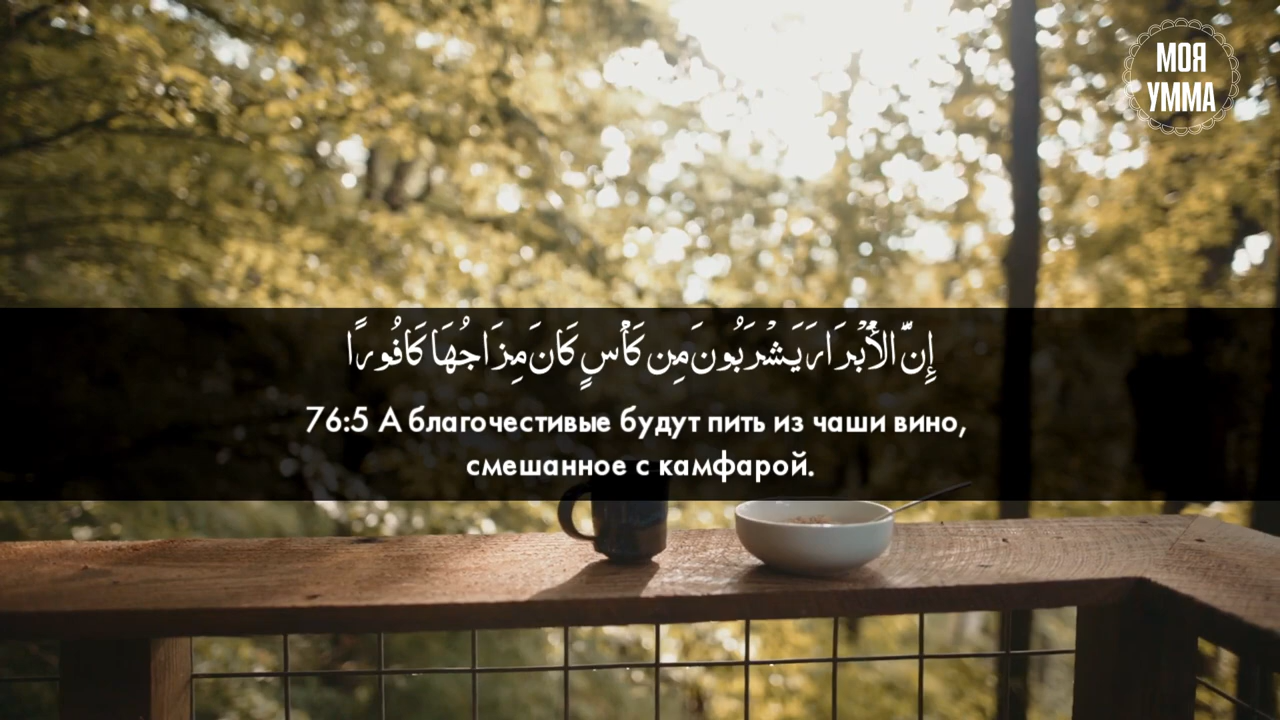 МОЯ
УММА
إِنَّ الْأَبْرَارَ يَشْرَبُونَ مِن كَأْسٍ كَانَ مِزَاجُهَا كَافُورًا
76:5 А благочестивые будут пить из чаши вино,
смешанное с камфарой.